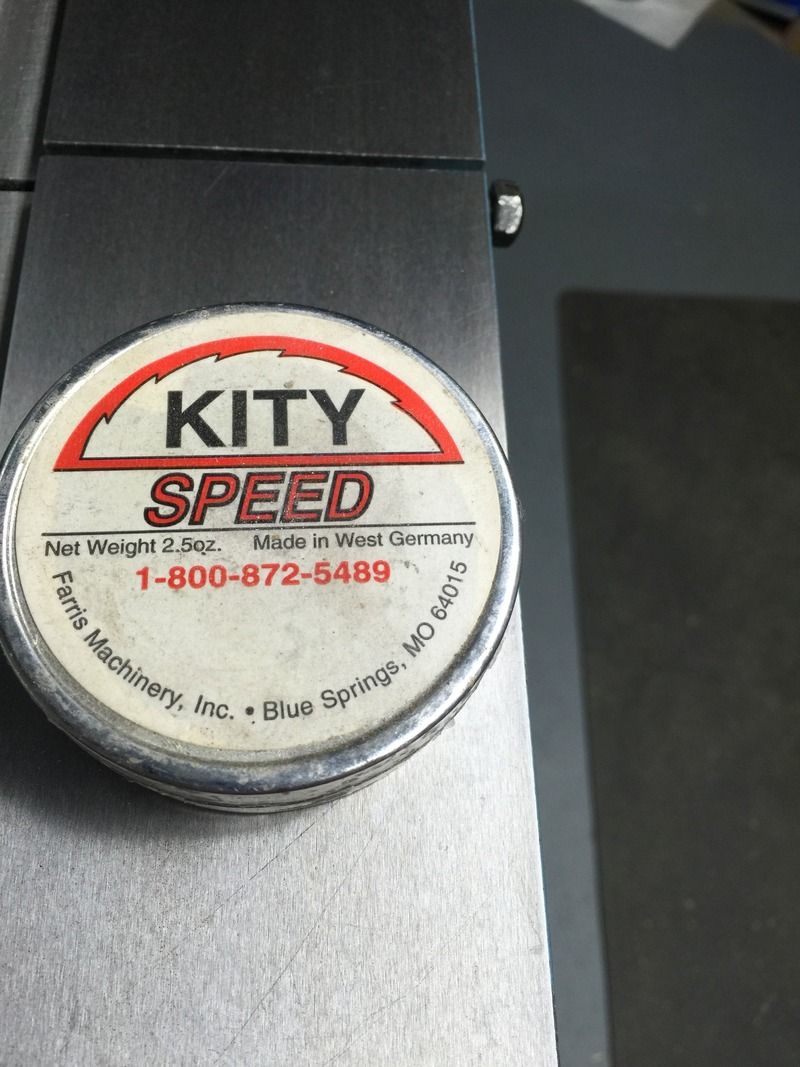 KITY
SPEED
Net Weight 2.5oz. Made in West Germany
1-800-872-5489
Farris Machinery, Inc. • Blue Springs, MO 64015